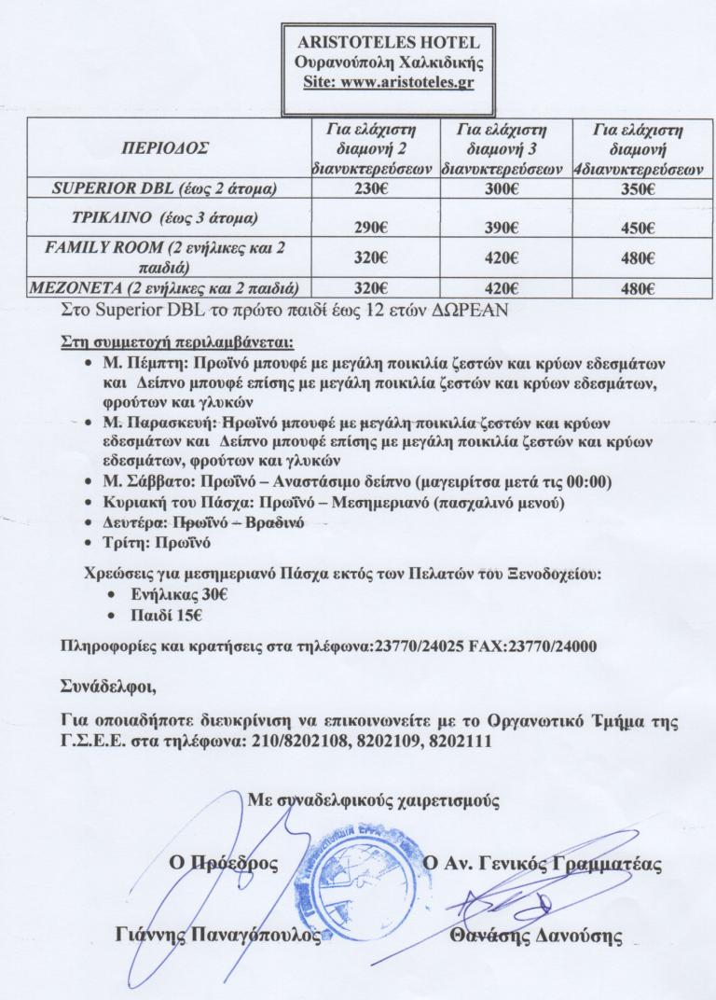 ARISTOTELES HOTEL
Ουρανούπολη Χαλκιδικής
Site: www.aristoteles.gr
ΠΕΡΙΟΔΟΣ
Για ελάχιστη διαμονή 2 διανυκτερεύσεων
Για ελάχιστη διαμονή 3 διανυκτερεύσεων
Για ελάχιστη διαμονή 4διανυκτερεύσεων
SUPERIOR DBL (έως 2 άτομα) 230€ 300€ 350€
ΤΡΙΚΛΙΝΟ (έως 3 άτομα) 290€ 390€ 450€
FAMILY ROOM (2 ενήλικες και 2 παιδιά) 320€ 420€ 480€
ΜΕΖΟΝΕΤΑ (2 ενήλικες και 2 παιδιά) 320€ 420€ 480€
Στο Superior DBL το πρώτο παιδί έως 12 ετών ΔΩΡΕΑΝ
Στη συμμετοχή περιλαμβάνεται:
• Μ. Πέμπτη: Πρωϊνό μπουφέ με μεγάλη ποικιλία ζεστών και κρύων εδεσμάτων
και Δείπνο μπουφέ επίσης με μεγάλη ποικιλία ζεστών και κρύων εδεσμάτων,
φρούτων και γλυκών
• Μ. Παρασκευή: Πρωϊνό μπουφέ με μεγάλη ποικιλία ζεστών και κρύων
εδεσμάτων και Δείπνο μπουφέ επίσης με μεγάλη ποικιλία ζεστών και κρύων
εδεσμάτων, φρούτων και γλυκών
• Μ. Σάββατο: Πρωϊνό – Αναστάσιμο δείπνο (μαγειρίτσα μετά τις 00:00)
• Κυριακή του Πάσχα: Πρωϊνό – Μεσημεριανό (πασχαλινό μενού)
• Δευτέρα: Πρωϊνό – Βραδινό
• Τρίτη: Πρωϊνό
Χρεώσεις για μεσημεριανό Πάσχα εκτός των Πελατών του Ξενοδοχείου:
• Ενήλικας 30€
• Παιδί 15€
Πληροφορίες και κρατήσεις στα τηλέφωνα:23770/24025 FAX:23770/24000
Συνάδελφοι,
Για οποιαδήποτε διευκρίνιση να επικοινωνείτε με το Οργανωτικό Τμήμα της
Γ.Σ.Ε.Ε. στα τηλέφωνα: 210/8202108, 8202109, 8202111
Με συναδελφικούς χαιρετισμούς
Ο Πρόεδρος Ο Αν. Γενικός Γραμματέας
Γιάννης Παναγόπουλος Θανάσης Δανούσης